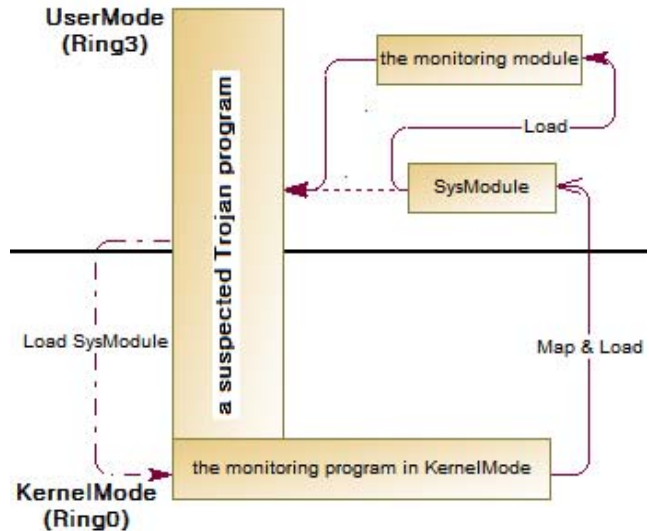 UserMode
(Ring3)
the monitoring module
Load
SysModule
a suspected Trojan program
Load SysModule
Map & Load
the monitoring program in KernelMode
KernelMode
(Ring0)